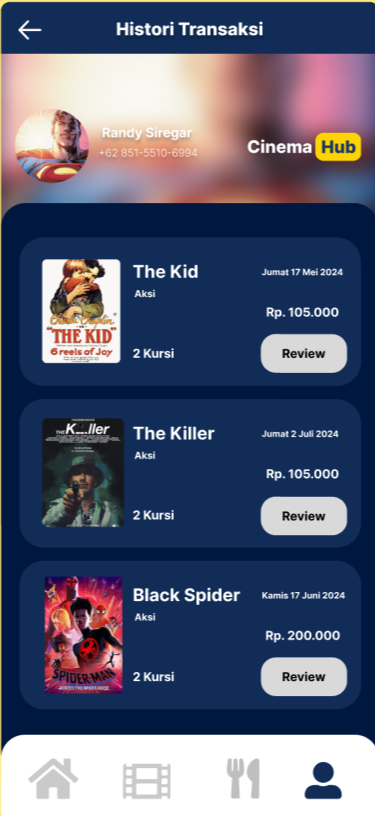 Histori Transaksi
Randy Siregar
+62 851-5510-6994
Cinema Hub
The Kid
Jumat 17 Mei 2024
Aksi
Rp. 105.000
"THE KID"
6 reels of Joy
2 Kursi
Review
The Killer
Jumat 2 Juli 2024
Aksi
Rp. 105.000
THE K...ller
2 Kursi
Review
Black Spider
Kamis 17 Juni 2024
Aksi
Rp. 200.000
SPIDER-MAN
ACROSS THE SPIDER-VERSE
2 Kursi
Review